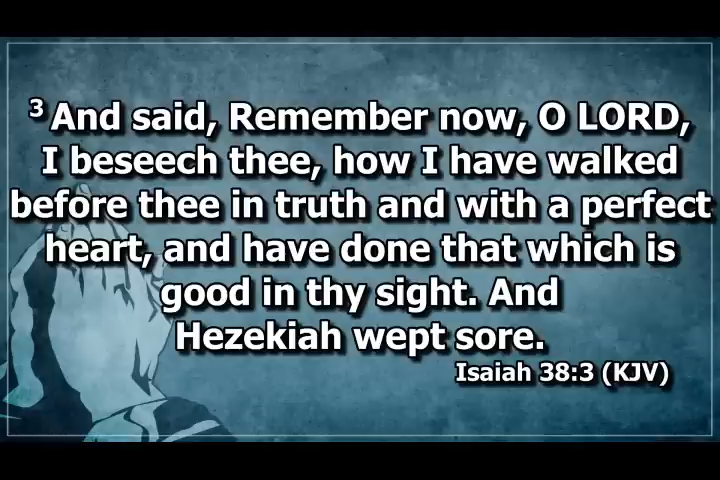 3 And said, Remember now, O LORD,
I beseech thee, how I have walked
before thee in truth and with a perfect
heart, and have done that which is
good in thy sight. And
Hezekiah wept sore.
Isaiah 38:3 (KJV)